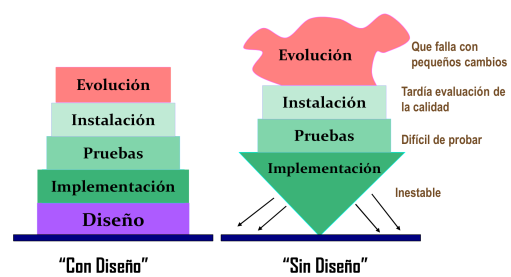 Evolución
Instalación
Pruebas
Implementación
Diseño
“Con Diseño”
Evolución
Que falla con
pequeños cambios
Instalación
Tardía evaluación de
la calidad
Pruebas
Difícil de probar
Implementación
Inestable
“Sin Diseño”